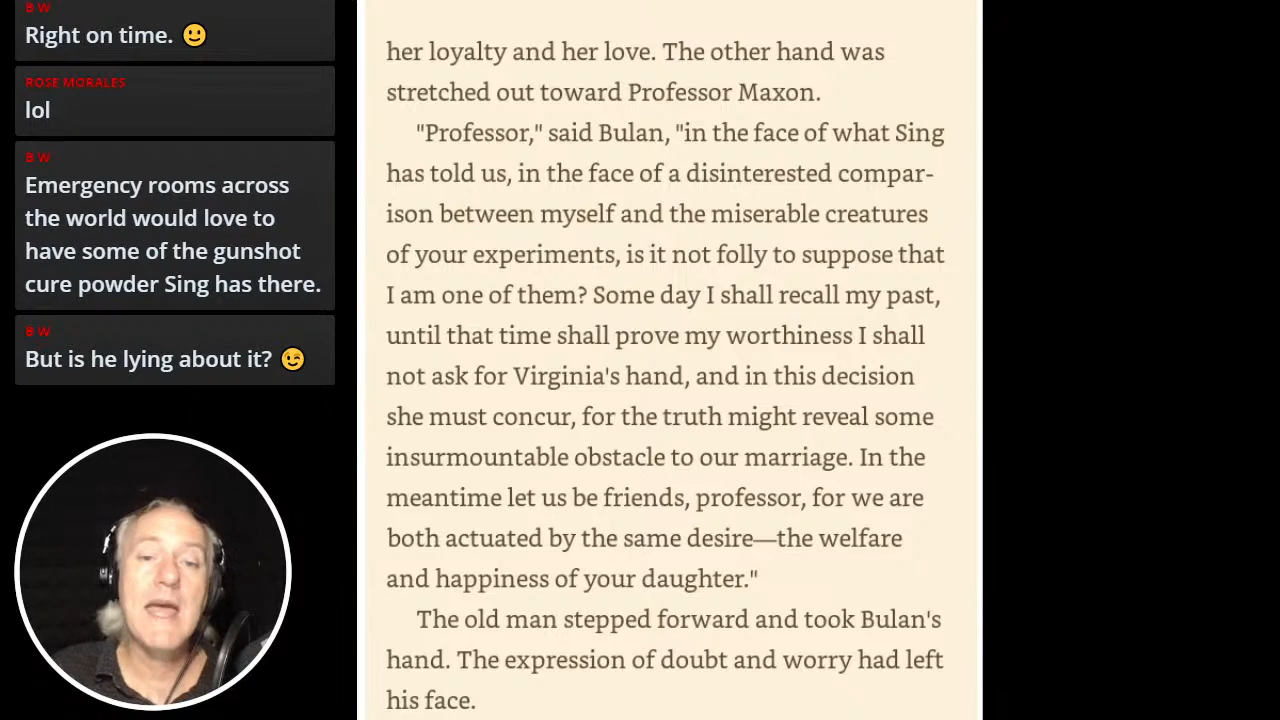 B W
Right on time. 🙂
ROSE MORALES
lol
B W
Emergency rooms across
the world would love to
have some of the gunshot
cure powder Sing has there.
B W
But is he lying about it? 😉
her loyalty and her love. The other hand was
stretched out toward Professor Maxon.
"Professor," said Bulan, "in the face of what Sing
has told us, in the face of a disinterested compar-
ison between myself and the miserable creatures
of your experiments, is it not folly to suppose that
I am one of them? Some day I shall recall my past,
until that time shall prove my worthiness I shall
not ask for Virginia's hand, and in this decision
she must concur, for the truth might reveal some
insurmountable obstacle to our marriage. In the
meantime let us be friends, professor, for we are
both actuated by the same desire—the welfare
and happiness of your daughter."
The old man stepped forward and took Bulan's
hand. The expression of doubt and worry had left
his face.